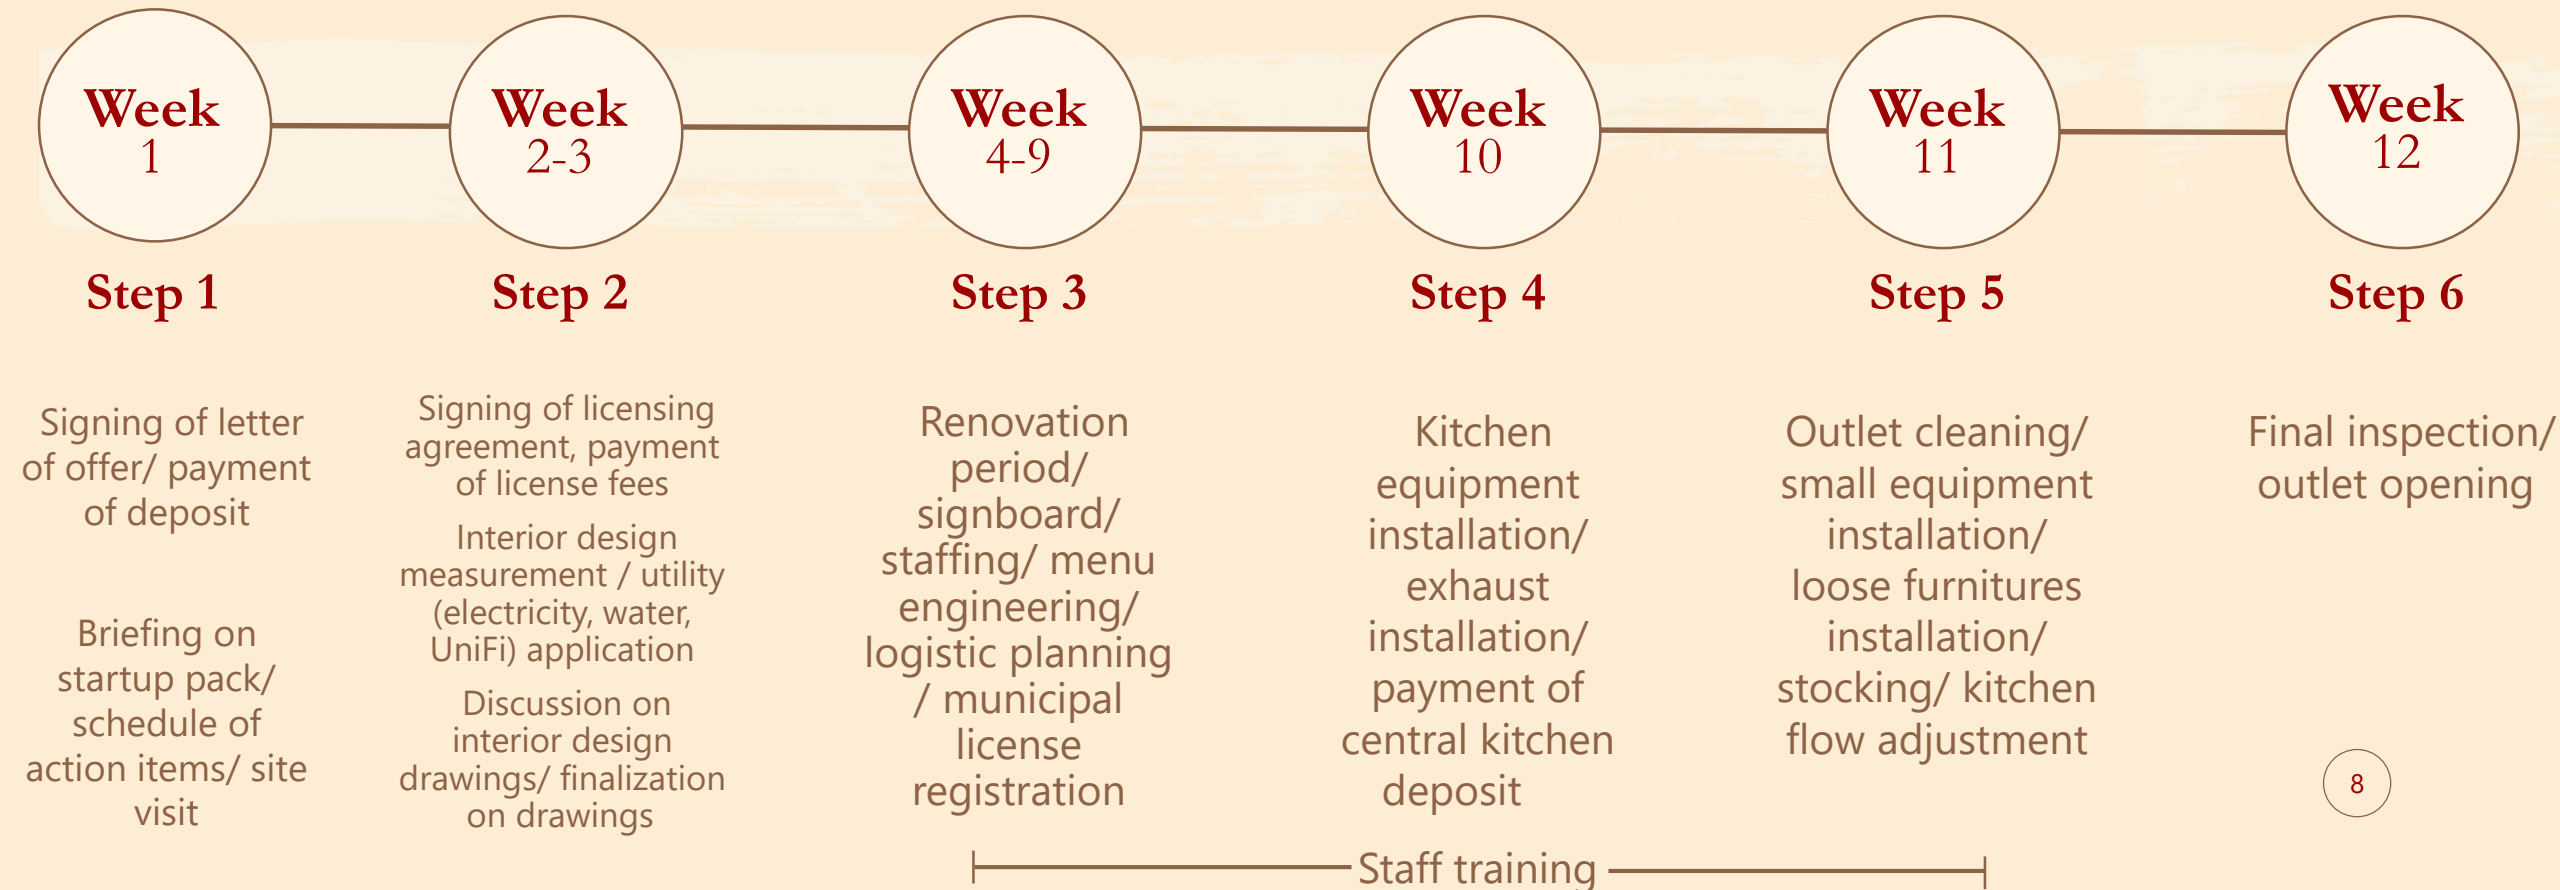 Week
1
Week
2-3
Week
4-9
Week
10
Week
11
Week
12
Step 1
Step 2
Step 3
Step 4
Step 5
Step 6
Signing of letter
of offer/ payment
of deposit
Briefing on
startup pack/
schedule of
action items/ site
visit
Signing of licensing
agreement, payment
of license fees
Interior design
measurement / utility
(electricity, water,
UniFi) application
Discussion on
interior design
drawings/ finalization
on drawings
Renovation
period/
signboard/
staffing/ menu
engineering/
logistic planning
/ municipal
license
registration
Kitchen
equipment
installation/
exhaust
installation/
payment of
central kitchen
deposit
Outlet cleaning/
small equipment
installation/
loose furnitures
installation/
stocking/ kitchen
flow adjustment
Final inspection/
outlet opening
8
Staff training